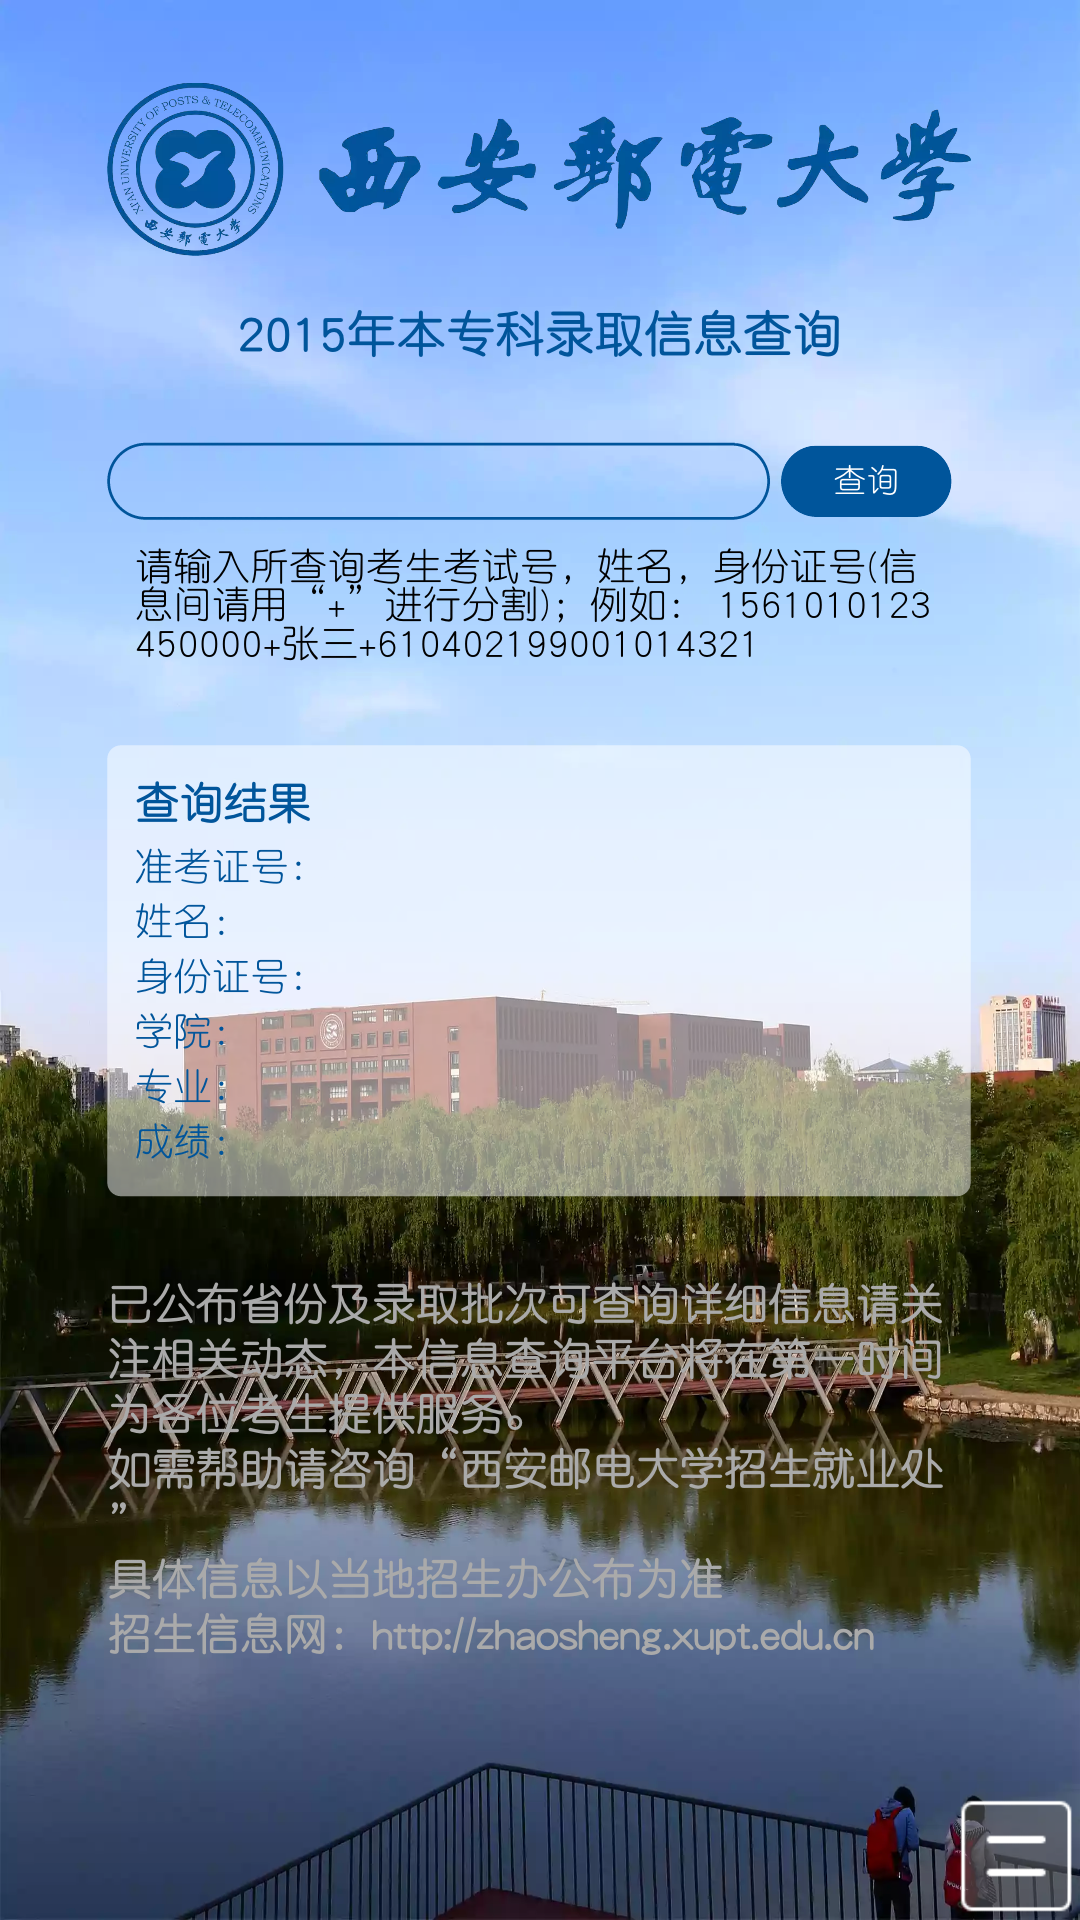 XI'AN UNIVERSITY OF POSTS & TELECOMMUNICATIONS
西安郵電大学
西安郵電大学
2015年本专科录取信息查询
查询
请输入所查询考生考试号，姓名，身份证号(信
息间请用“+”进行分割)；例如： 1561010123
450000+张三+610402199001014321
查询结果
准考证号：
姓名：
身份证号：
学院：
专业：
成绩：
已公布省份及录取批次可查询详细信息请关
注相关动态，本信息查询平台将在第一时间
为各位考生提供服务。
如需帮助请咨询“西安邮电大学招生就业处
”
具体信息以当地招生办公布为准
招生信息网：http://zhaosheng.xupt.edu.cn